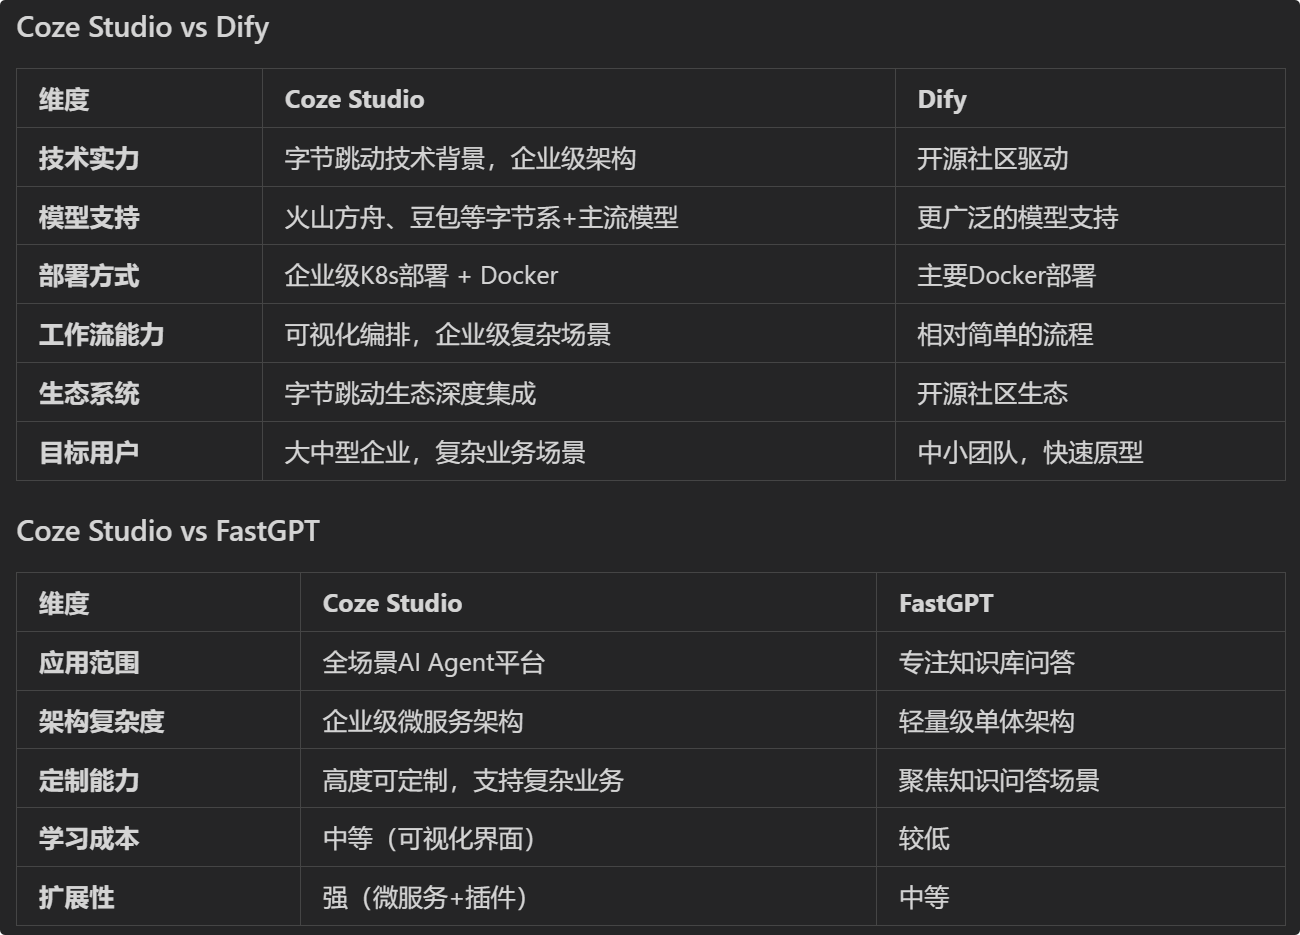 Coze Studio vs Dify
维度 Coze Studio Dify
技术实力 字节跳动技术背景，企业级架构 开源社区驱动
模型支持 火山方舟、豆包等字节系+主流模型 更广泛的模型支持
部署方式 企业级K8s部署 + Docker 主要Docker部署
工作流能力 可视化编排，企业级复杂场景 相对简单的流程
生态系统 字节跳动生态深度集成 开源社区生态
目标用户 大中型企业，复杂业务场景 中小团队，快速原型
Coze Studio vs FastGPT
维度 Coze Studio FastGPT
应用范围 全场景AI Agent平台 专注知识库问答
架构复杂度 企业级微服务架构 轻量级单体架构
定制能力 高度可定制，支持复杂业务 聚焦知识问答场景
学习成本 中等（可视化界面） 较低
扩展性 强（微服务+插件） 中等